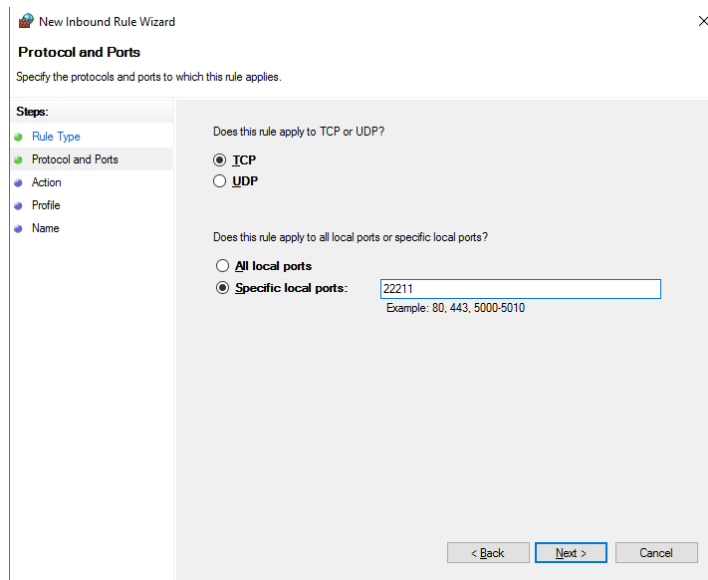 New Inbound Rule Wizard
Protocol and Ports
Specify the protocols and ports to which this rule applies.
Steps:
Rule Type
Protocol and Ports
Action
Profile
Name
Does this rule apply to TCP or UDP?
TCP
UDP
Does this rule apply to all local ports or specific local ports?
All local ports
Specific local ports: 22211
Example: 80, 443, 5000-5010
< Back Next > Cancel